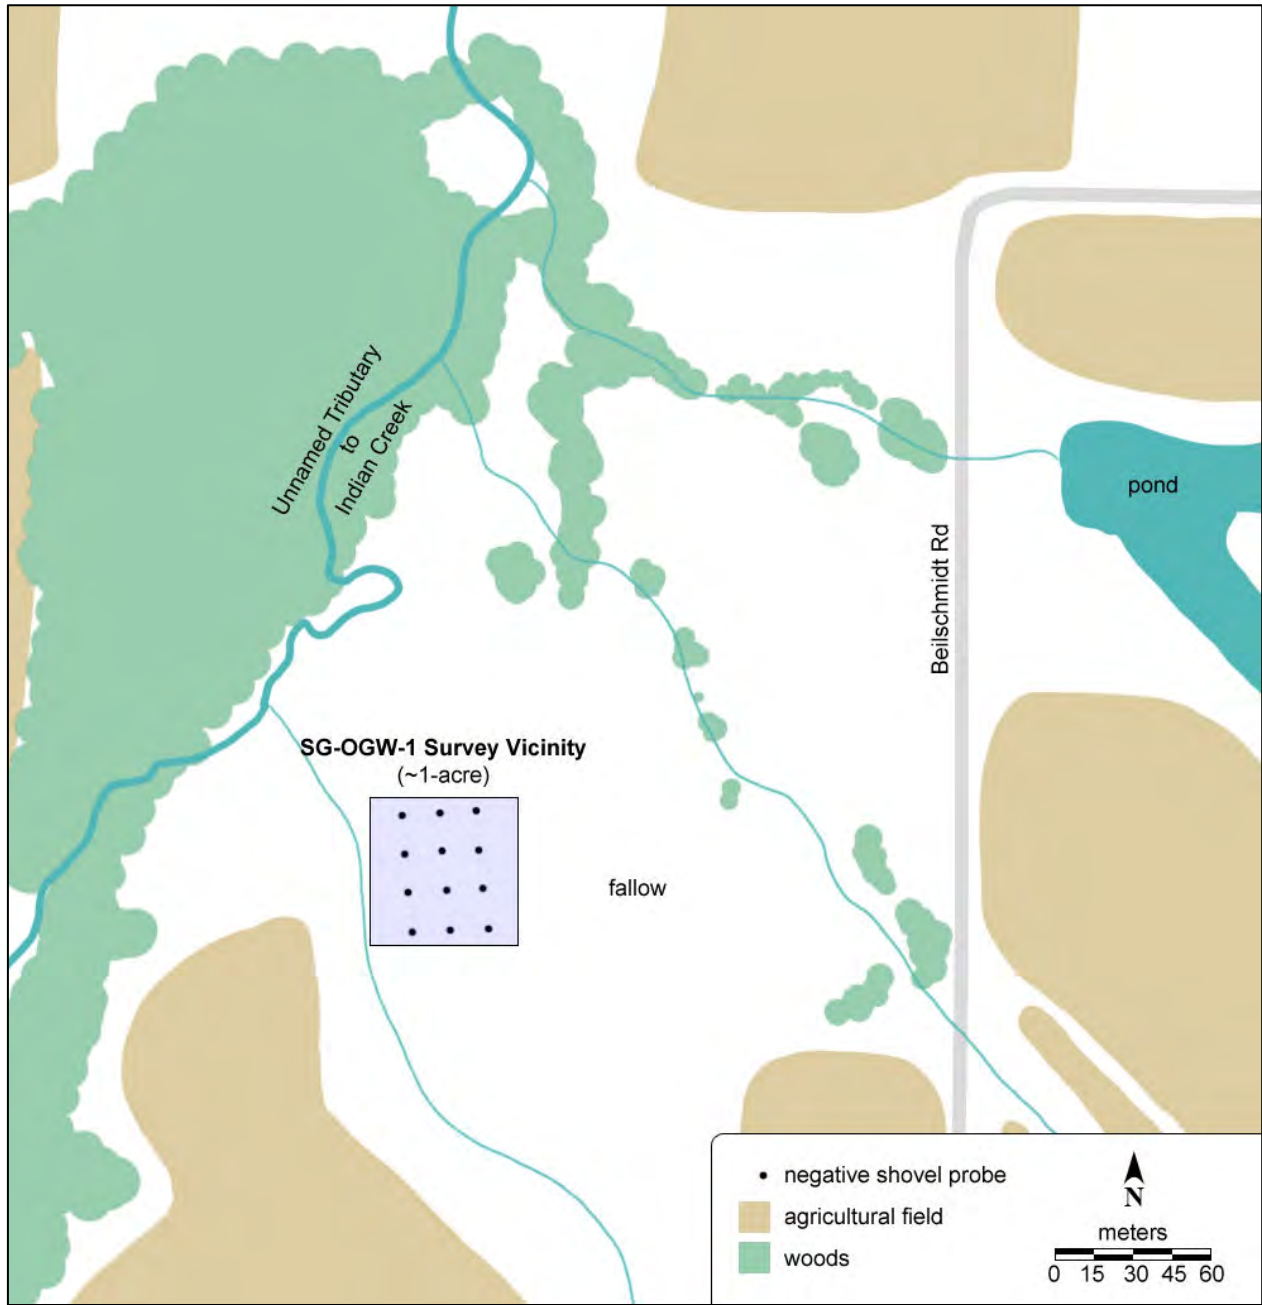 Unnamed Tributary
to
Indian Creek
pond
Beilschmidt Rd
SG-OGW-1 Survey Vicinity
(~1-acre)
fallow
negative shovel probe
agricultural field
woods
N
meters
0 15 30 45 60